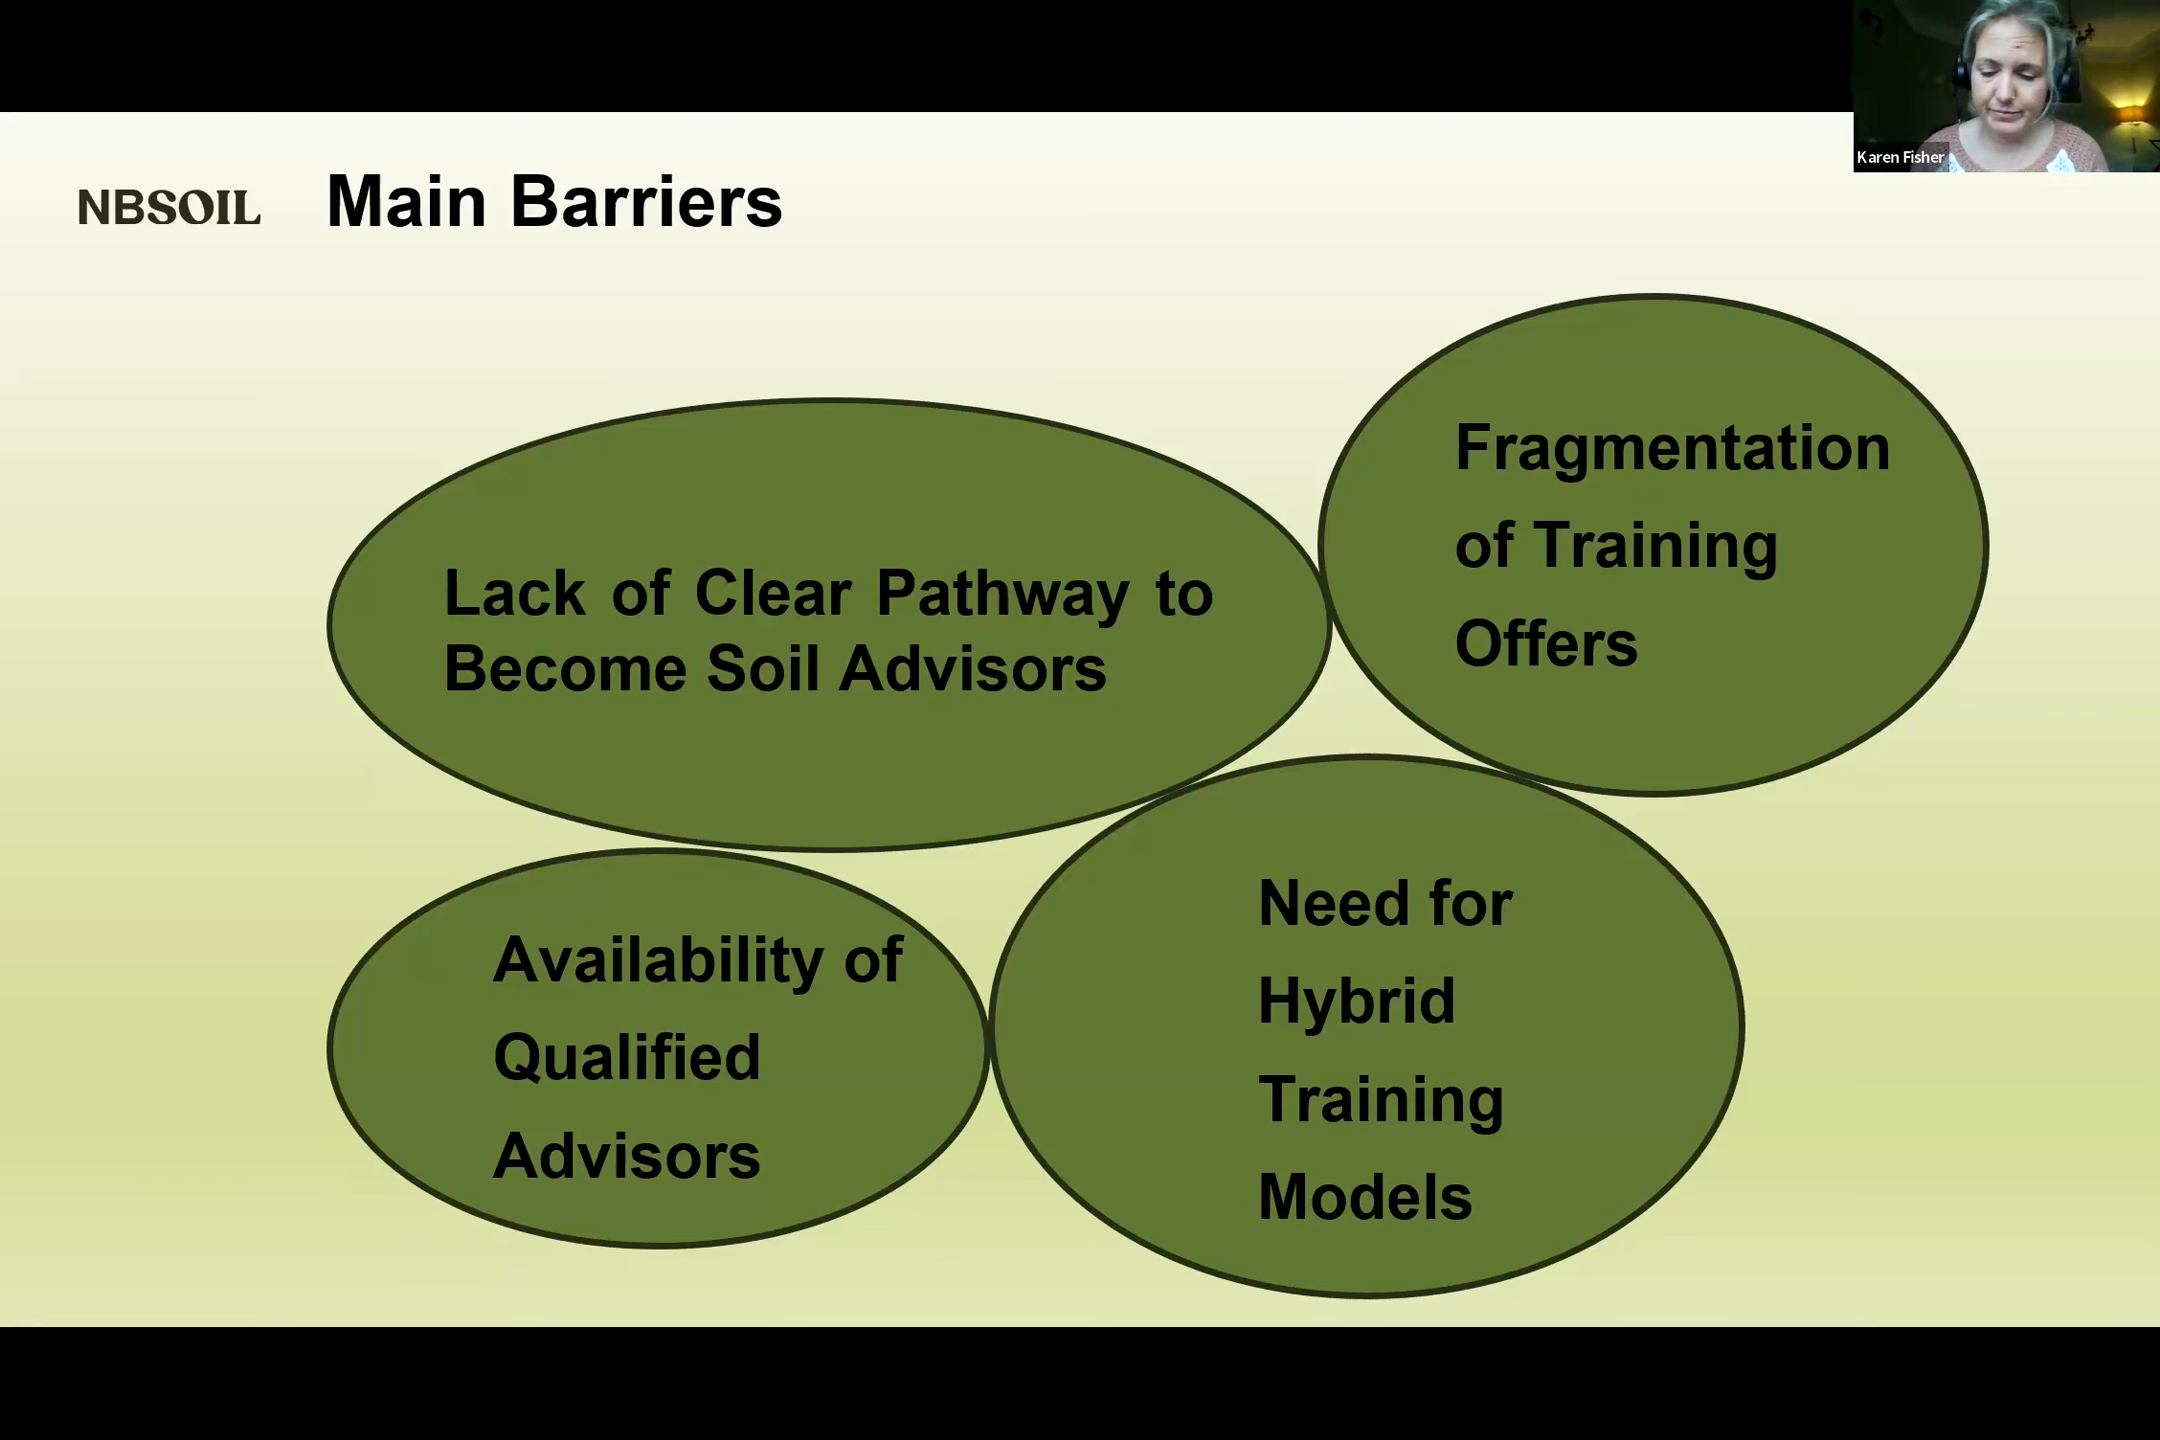 Karen Fisher
NBSOIL
Main Barriers
Lack of Clear Pathway to
Become Soil Advisors
Fragmentation
of Training
Offers
Availability of
Qualified
Advisors
Need for
Hybrid
Training
Models